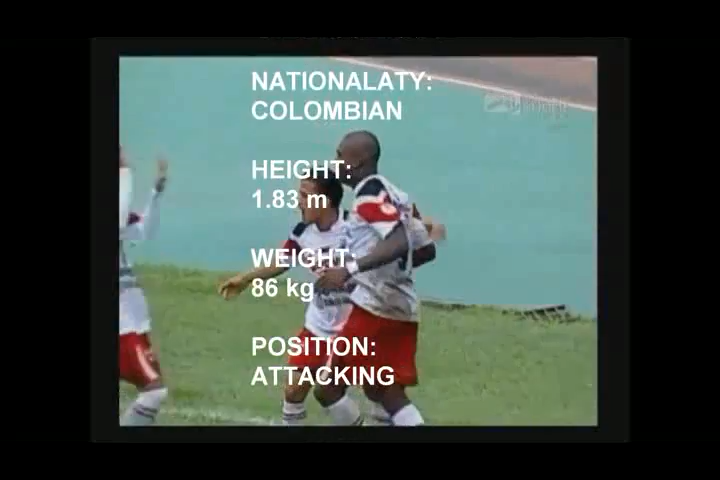 NATIONALATY:
COLOMBIAN
HEIGHT:
1.83 m
WEIGHT:
86 kg
POSITION:
ATTACKING